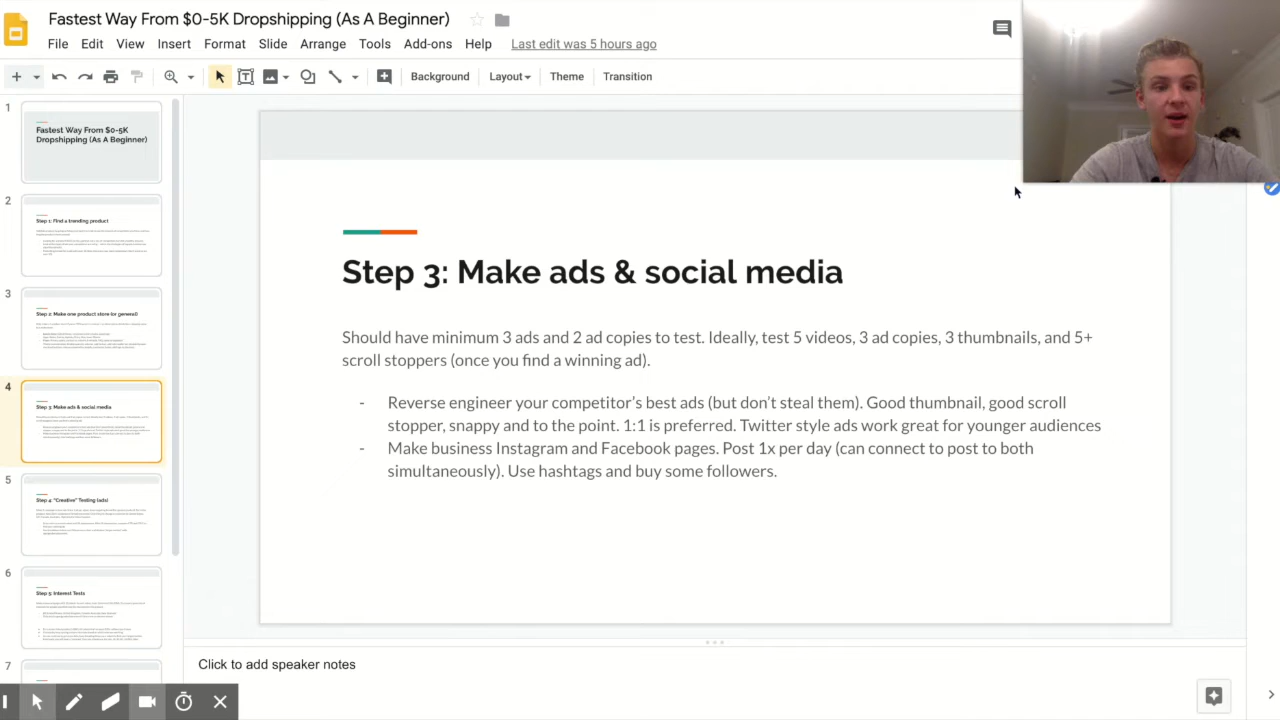 Fastest Way From $0-5K Dropshipping (As A Beginner)
File Edit View Insert Format Slide Arrange Tools Add-ons Help Last edit was 5 hours ago
Background Layout Theme Transition
1
Fastest Way From $0-5K
Dropshipping (As A Beginner)
2
Step 1: Find a trending product
3
Step 2: Make one product store (or general)
4
Step 3: Make ads & social media
5
Step 4: "Creative" Testing (ads)
6
Step 5: Interest Tests
7
Step 3: Make ads & social media
Should have minimum 3 ads and 2 ad copies to test. Ideally, test 5 videos, 3 ad copies, 3 thumbnails, and 5+
scroll stoppers (once you find a winning ad).
- Reverse engineer your competitor's best ads (but don't steal them). Good thumbnail, good scroll
stopper, snappy and to the point. 1:1 is preferred. Twitter style ads work great for younger audiences
- Make business Instagram and Facebook pages. Post 1x per day (can connect to post to both
simultaneously). Use hashtags and buy some followers.
Click to add speaker notes